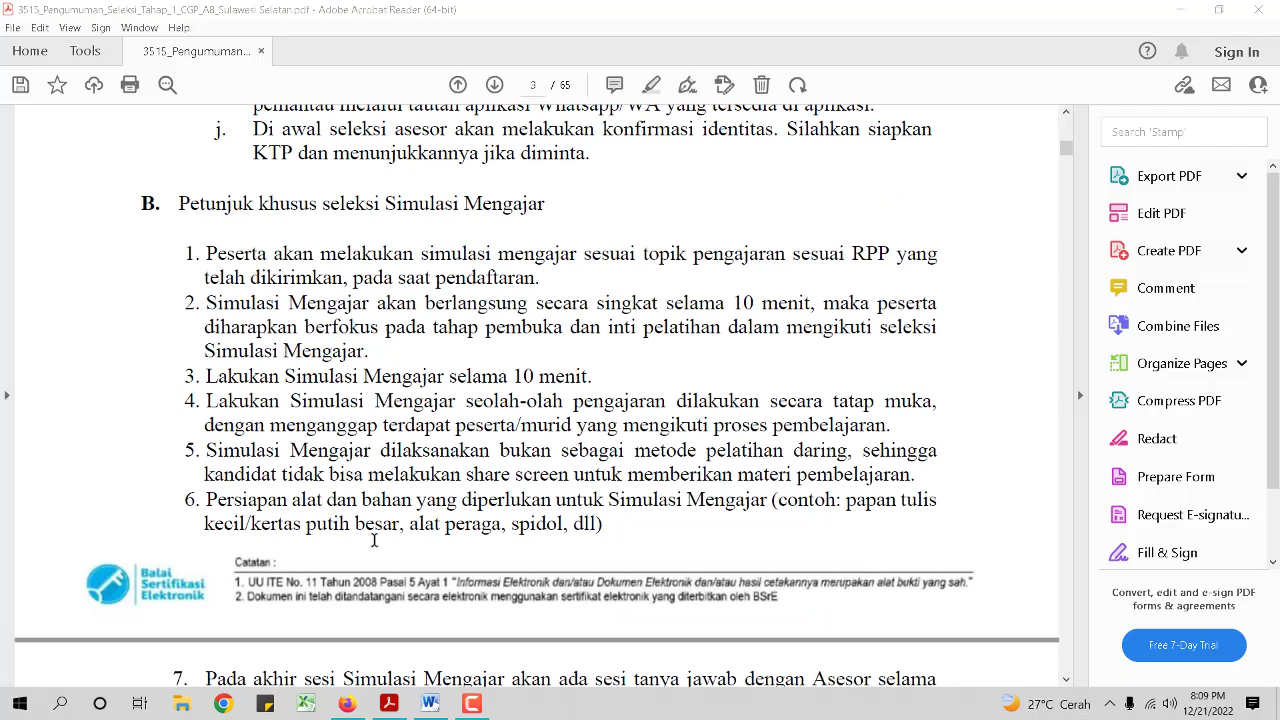 3515_Pengumuman_Seleksi_Tahap_1_CGP_A8_Sulawesi Selatan.pdf - Adobe Acrobat Reader (64-bit)
File Edit View Sign Window Help
Home Tools 3515_Pengumuman... × Sign In
3 / 65
pemantau melalui tautan aplikasi Whatsapp/WA yang tersedia di aplikasi.
j. Di awal seleksi asesor akan melakukan konfirmasi identitas. Silahkan siapkan
KTP dan menunjukkannya jika diminta.
B. Petunjuk khusus seleksi Simulasi Mengajar
1. Peserta akan melakukan simulasi mengajar sesuai topik pengajaran sesuai RPP yang
telah dikirimkan, pada saat pendaftaran.
2. Simulasi Mengajar akan berlangsung secara singkat selama 10 menit, maka peserta
diharapkan berfokus pada tahap pembuka dan inti pelatihan dalam mengikuti seleksi
Simulasi Mengajar.
3. Lakukan Simulasi Mengajar selama 10 menit.
4. Lakukan Simulasi Mengajar seolah-olah pengajaran dilakukan secara tatap muka,
dengan menganggap terdapat peserta/murid yang mengikuti proses pembelajaran.
5. Simulasi Mengajar dilaksanakan bukan sebagai metode pelatihan daring, sehingga
kandidat tidak bisa melakukan share screen untuk memberikan materi pembelajaran.
6. Persiapan alat dan bahan yang diperlukan untuk Simulasi Mengajar (contoh: papan tulis
kecil/kertas putih besar, alat peraga, spidol, dll)
Balai
Sertifikasi
Elektronik
Catatan :
1. UU ITE No. 11 Tahun 2008 Pasal 5 Ayat 1 "Informasi Elektronik dan/atau Dokumen Elektronik dan/atau hasil cetakannya merupakan alat bukti yang sah."
2. Dokumen ini telah ditandatangani secara elektronik menggunakan sertifikat elektronik yang diterbitkan oleh BSrE
7. Pada akhir sesi Simulasi Mengajar akan ada sesi tanya jawab dengan Asesor selama
Search 'Stamp'
Export PDF
Edit PDF
Create PDF
Comment
Combine Files
Organize Pages
Compress PDF
Redact
Prepare Form
Request E-signatu...
Fill & Sign
Convert, edit and e-sign PDF
forms & agreements
Free 7-Day Trial
27°C Cerah
8:09 PM
12/21/2022